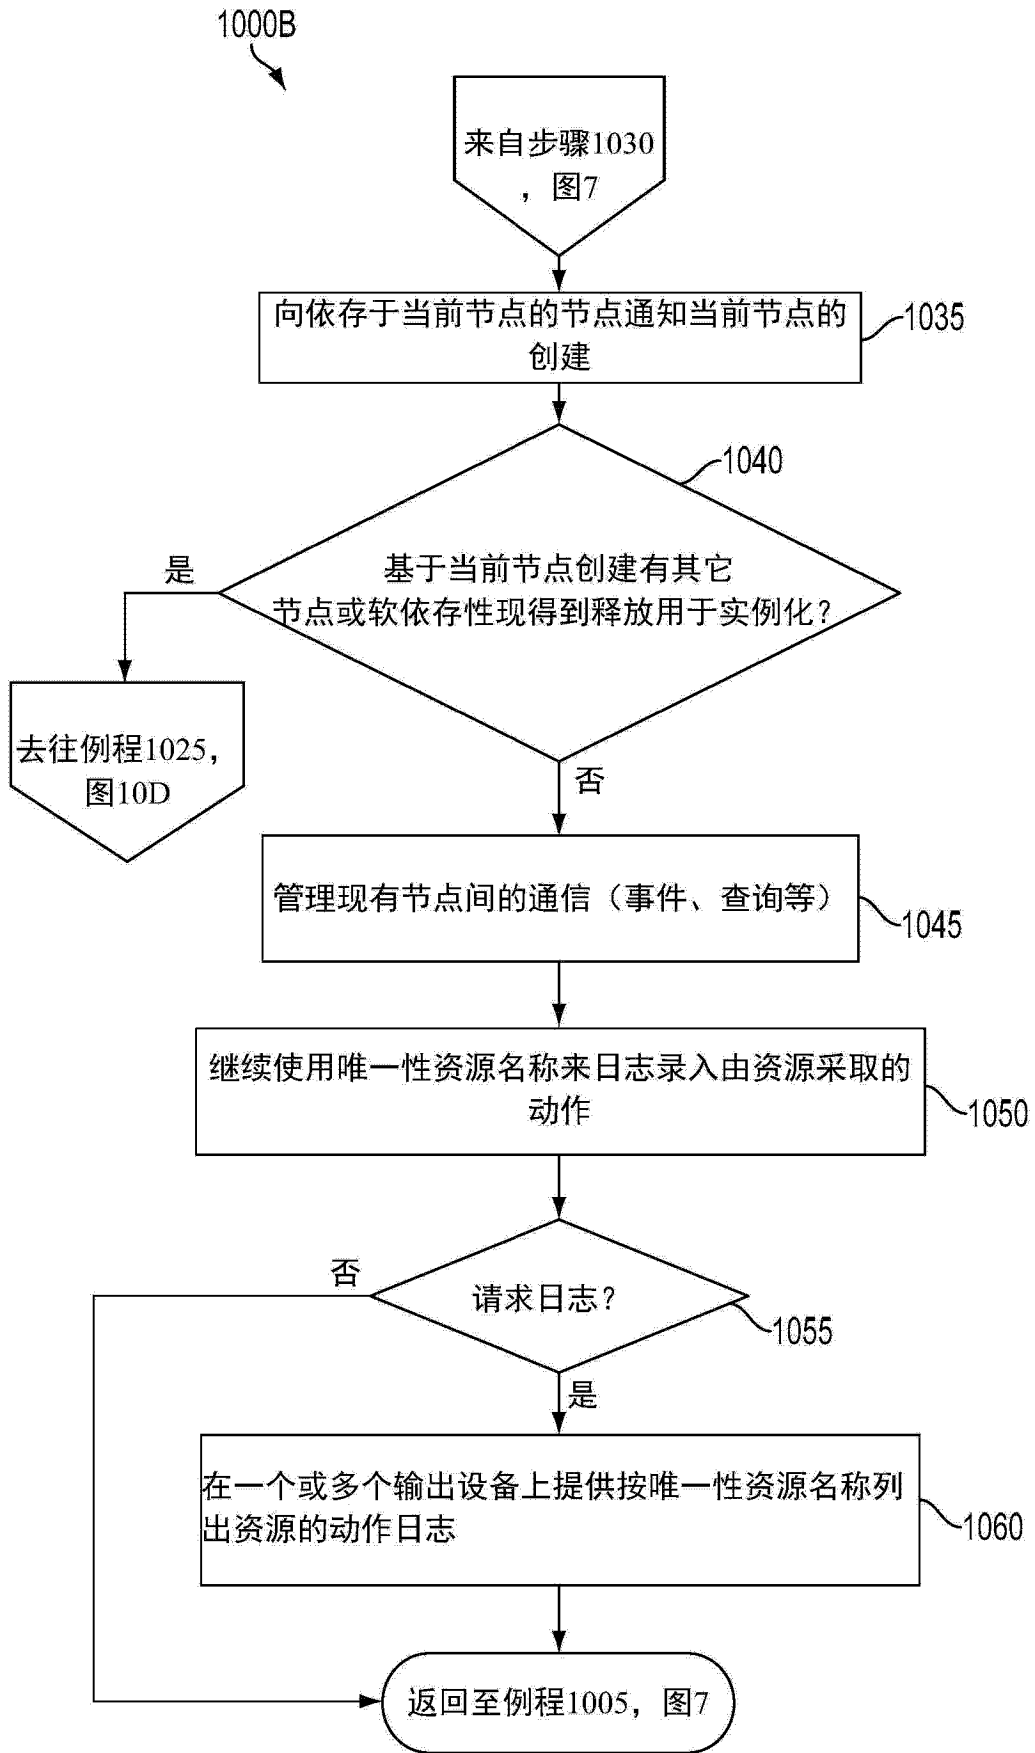 1000B
来自步骤1030
，图7
向依存于当前节点的节点通知当前节点的
创建
1035
1040
基于当前节点创建有其它
节点或软依存性现得到释放用于实例化？
是
去往例程1025，
图10D
否
管理现有节点间的通信（事件、查询等）
1045
继续使用唯一性资源名称来日志录入由资源采取的
动作
1050
否
请求日志？
1055
是
在一个或多个输出设备上提供按唯一性资源名称列
出资源的动作日志
1060
返回至例程1005，图7